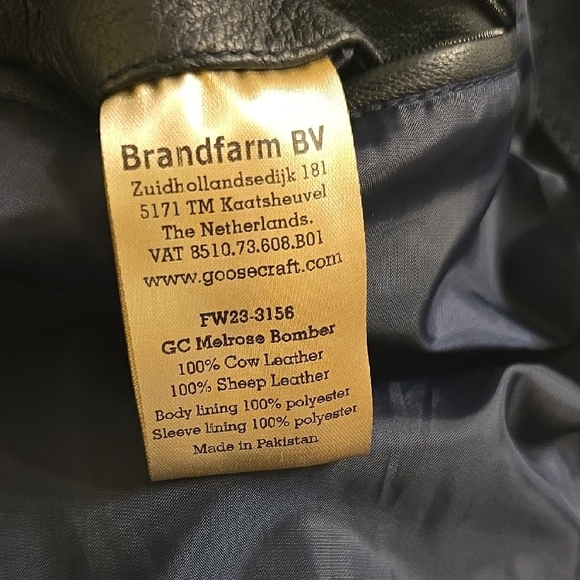 Brandfarm BV
Zuidhollandsedijk 181
5171 TM Kaatsheuvel
The Netherlands.
VAT 8510.73.608.B01
www.goosecraft.com
FW23-3156
GC Melrose Bomber
100% Cow Leather
100% Sheep Leather
Body lining 100% polyester
Sleeve lining 100% polyester
Made in Pakistan